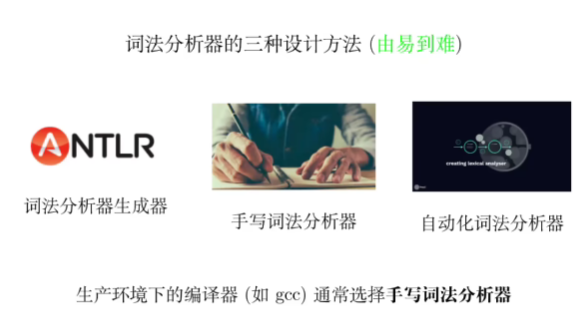 词法分析器的三种设计方法 (由易到难)
ANTLR
creating lexical analyser
词法分析器生成器
手写词法分析器
自动化词法分析器
生产环境下的编译器 (如 gcc) 通常选择手写词法分析器